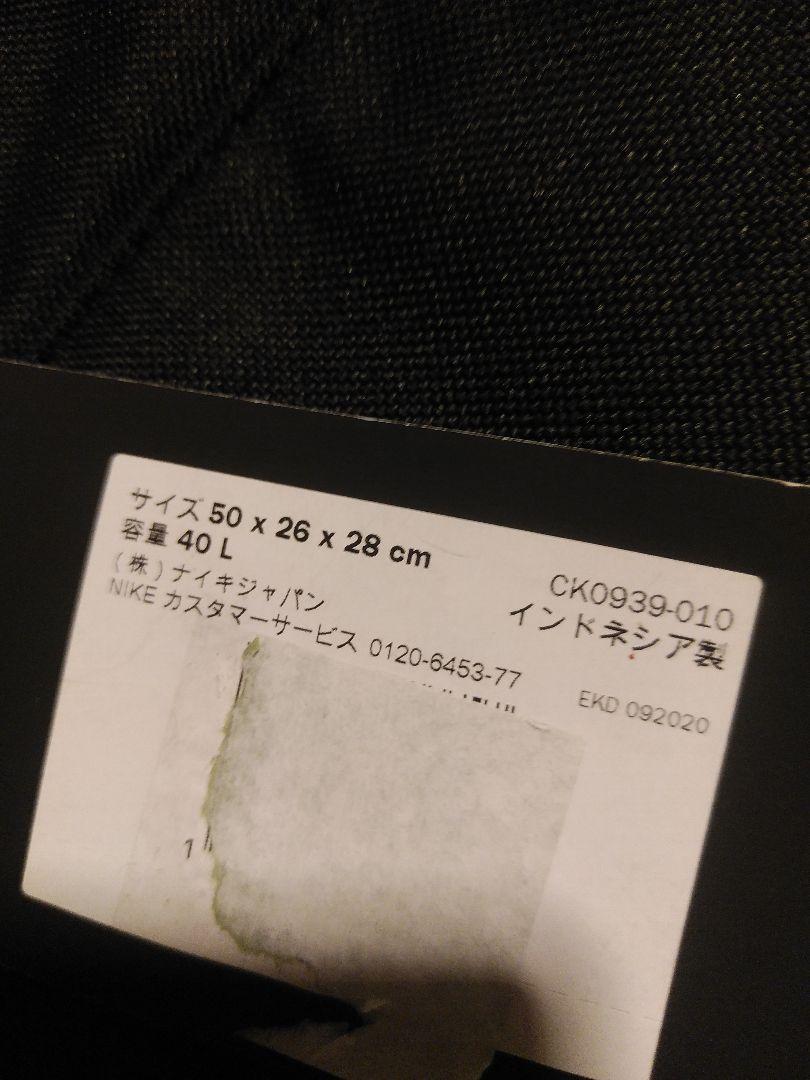 サイズ 50 x 26 x 28 cm
容量 40 L
(株)ナイキジャパン
NIKE カスタマーサービス 0120-6453-77
CK0939-010
インドネシア製
EKD 092020
1